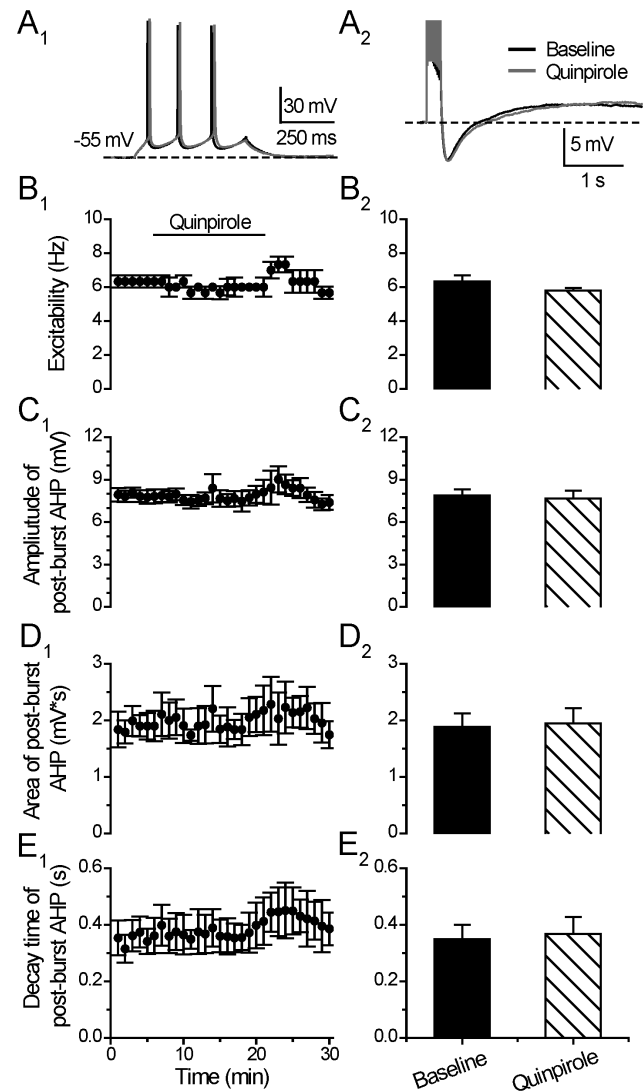 A1
-55 mV
30 mV
250 ms
A2
Baseline
Quinpirole
5 mV
1 s
B1
Quinpirole
Excitability (Hz)
10
8
6
4
2
0
B2
10
8
6
4
2
0
C1
Ampliutude of
post-burst AHP (mV)
12
9
6
3
0
C2
12
9
6
3
0
D1
Area of post-burst
AHP (mV*s)
3
2
1
0
D2
3
2
1
0
E1
Decay time of
post-burst AHP (s)
0.6
0.4
0.2
0.0
0
10
20
30
Time (min)
E2
0.6
0.4
0.2
0.0
Baseline
Quinpirole